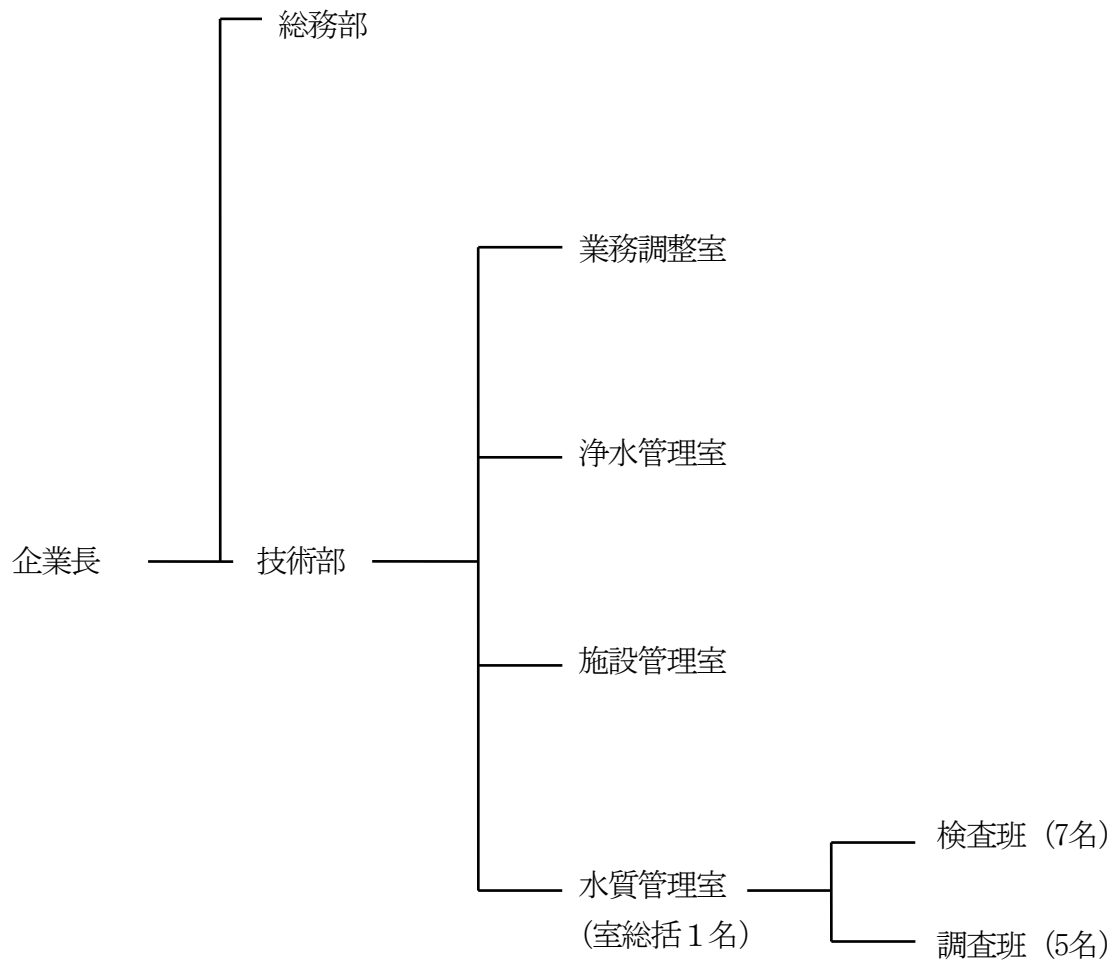 総務部
業務調整室
浄水管理室
企業長
技術部
施設管理室
検査班（7名）
水質管理室
（室総括１名）
調査班（5名）